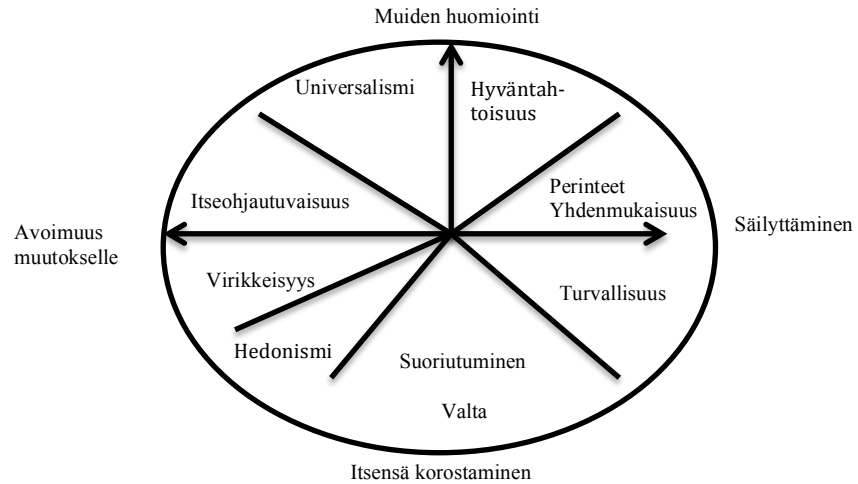 Muiden huomiointi
Universalismi
Hyväntah-
toisuus
Itseohjautuvaisuus
Perinteet
Yhdenmukaisuus
Avoimuus
muutokselle
Säilyttäminen
Virikkeisyys
Turvallisuus
Hedonismi
Suoriutuminen
Valta
Itsensä korostaminen